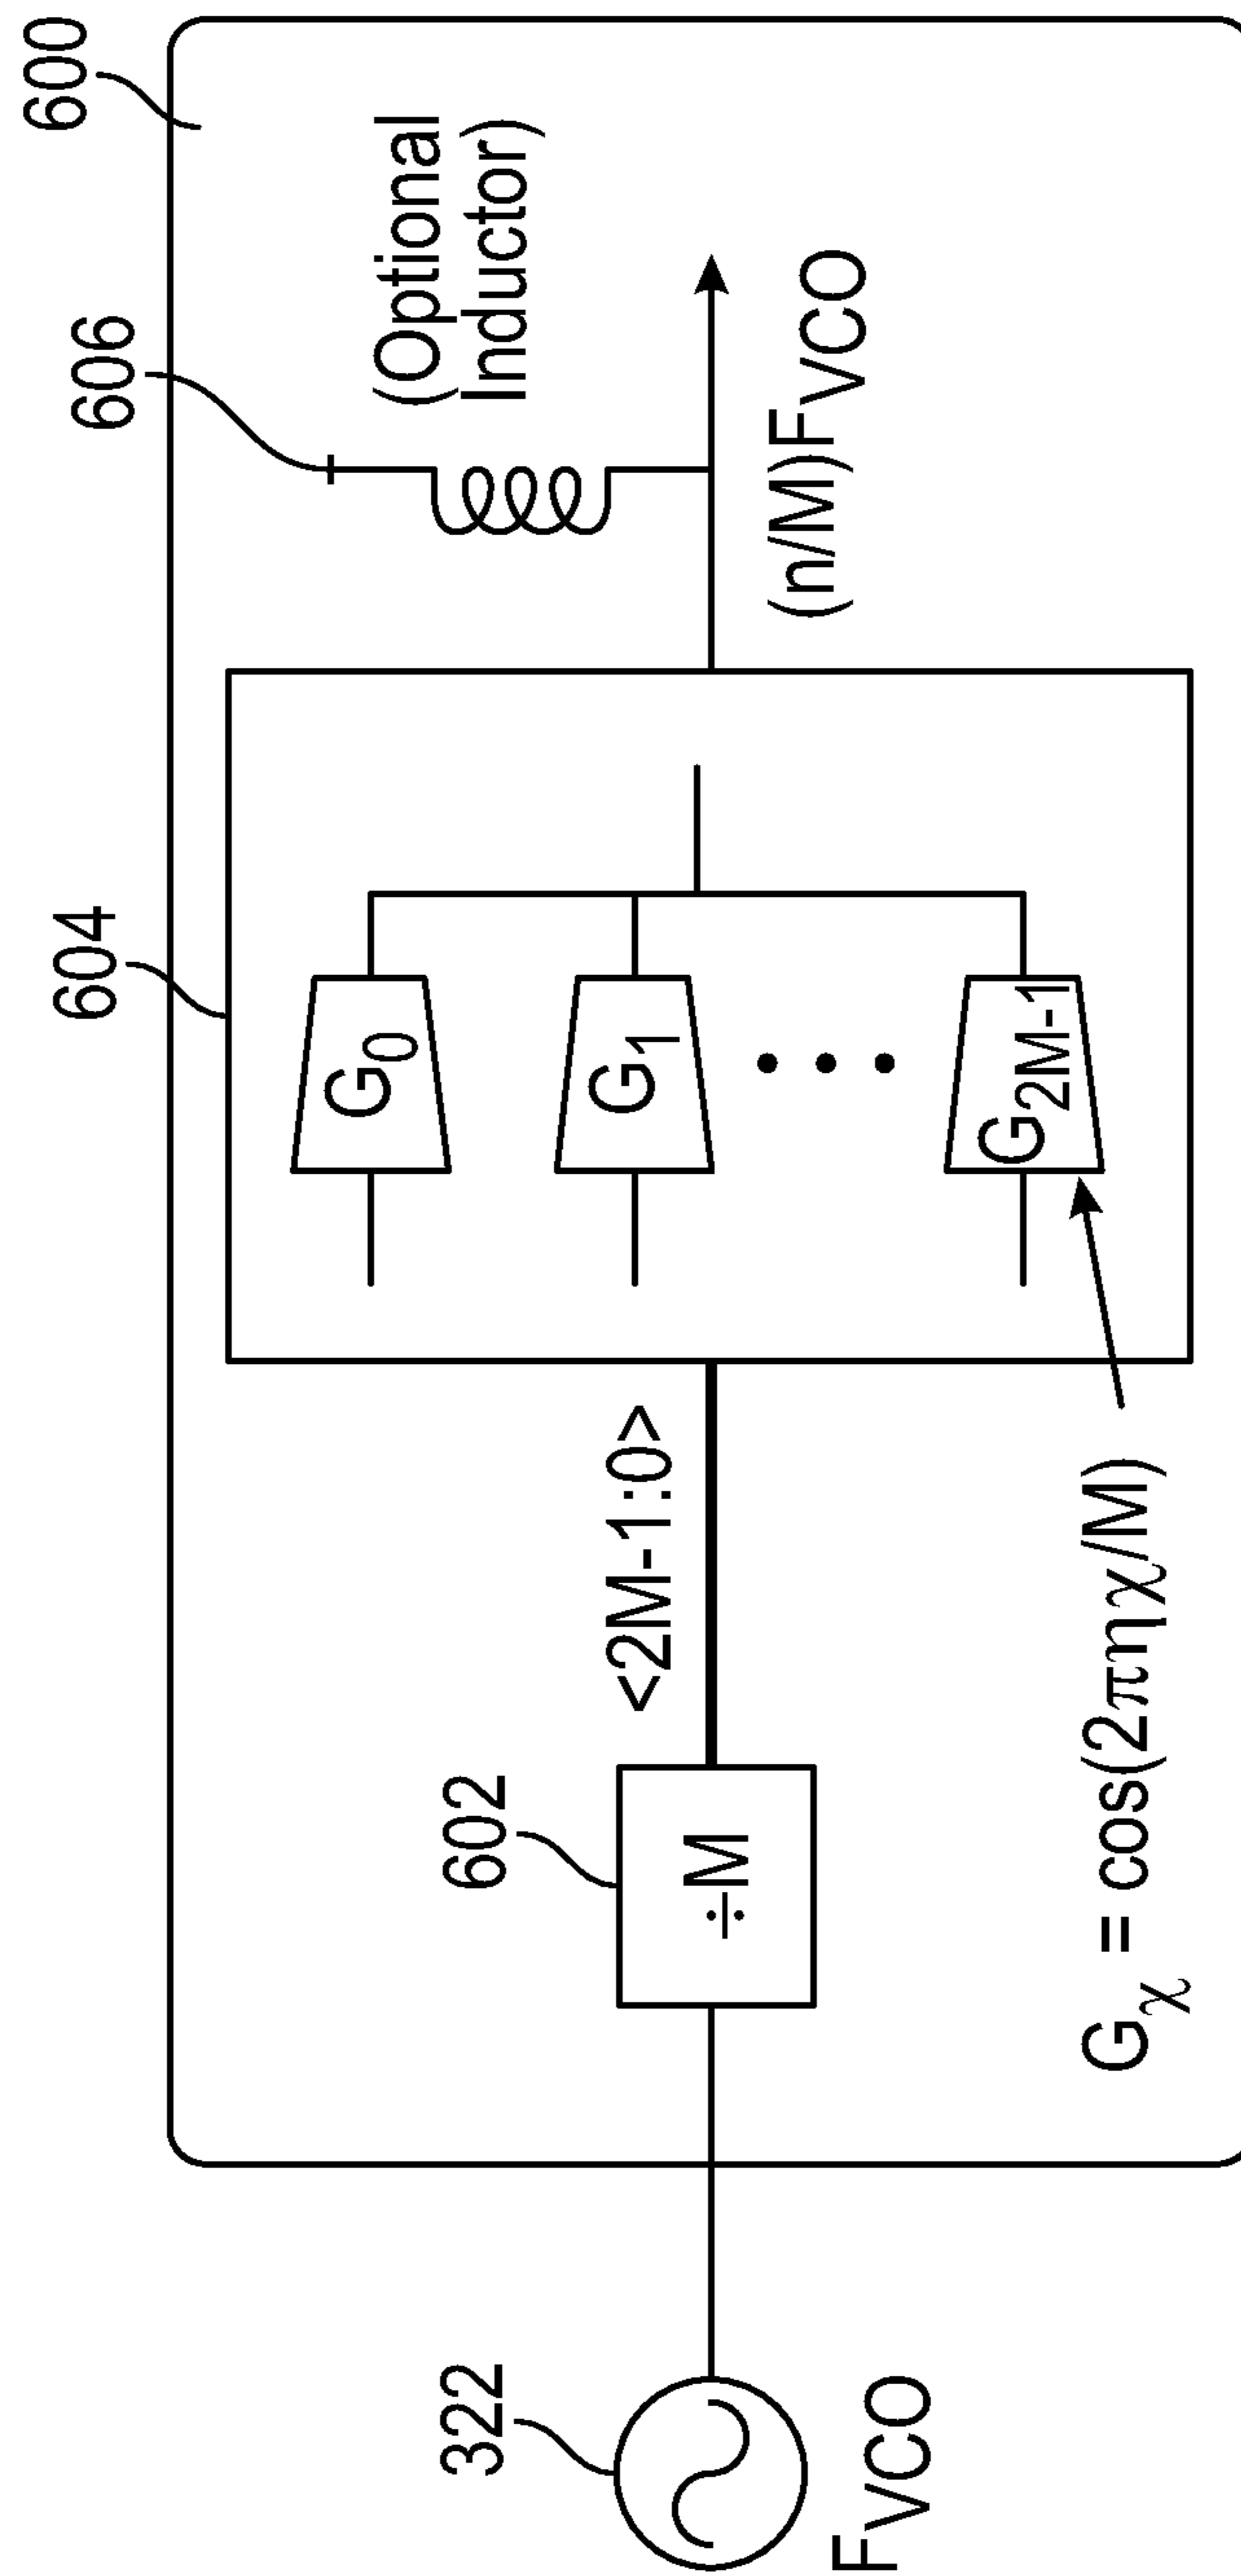 600
606
(Optional
Inductor)
604
G0
G1
G2M-1
(n/M)FVCO
<2M-1:0>
602
÷M
Gχ = cos(2πηχ/M)
322
FVCO